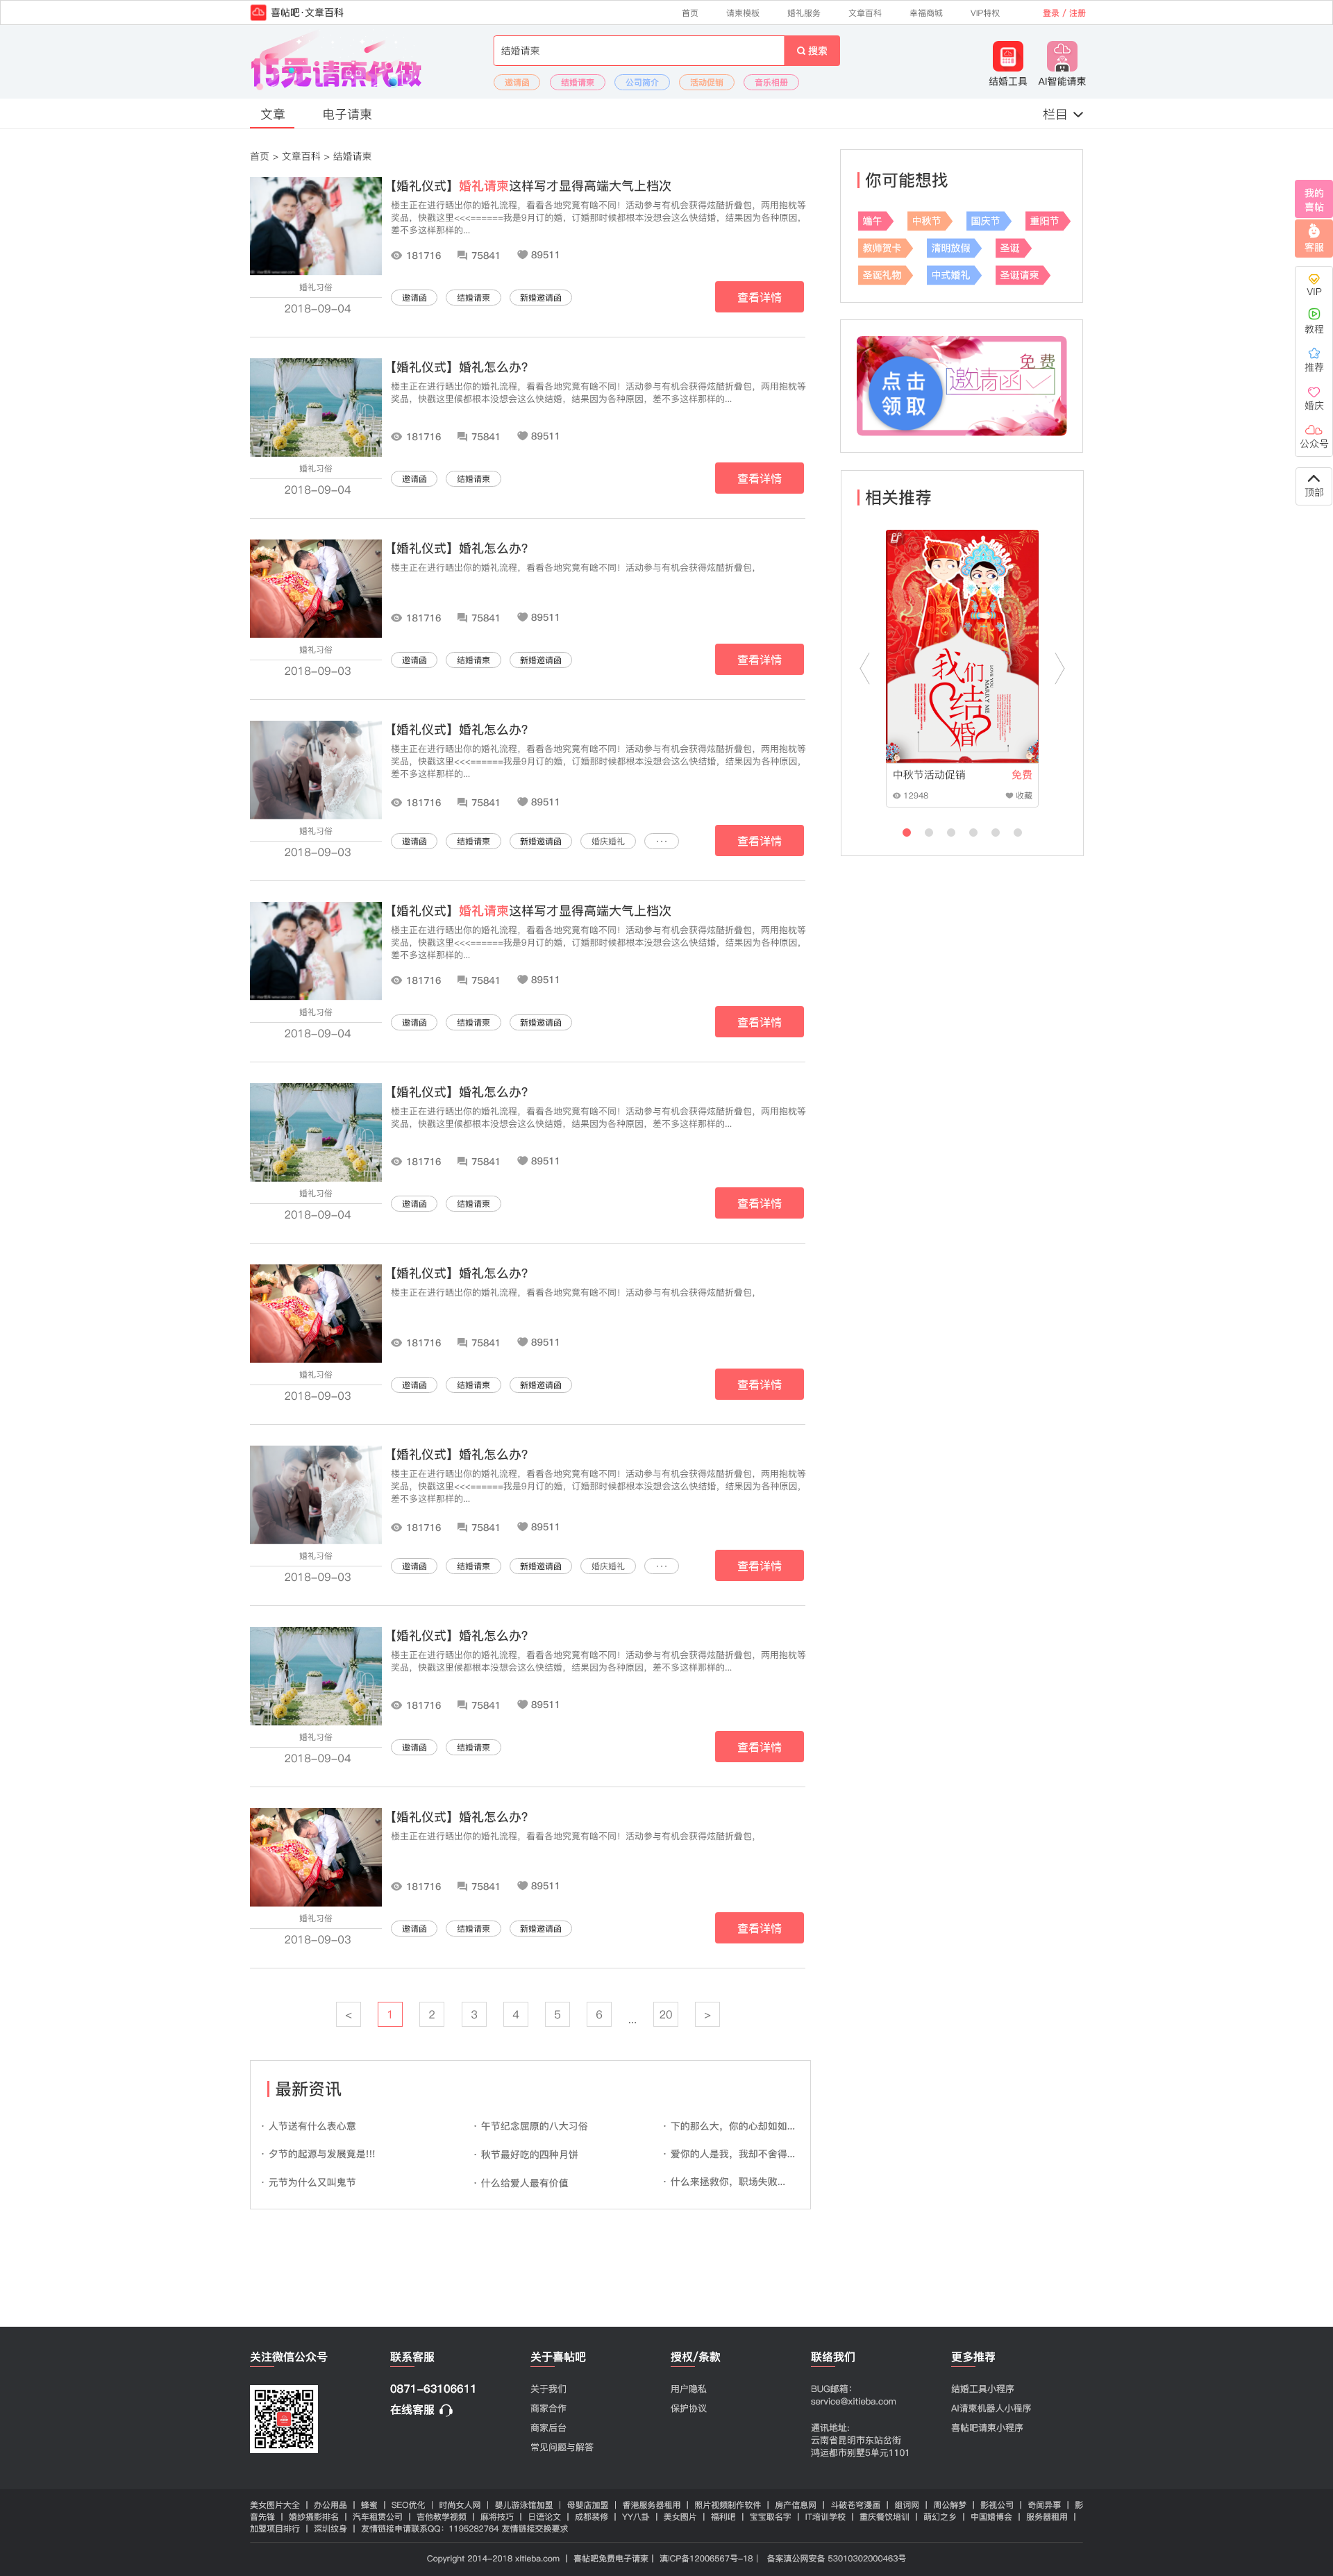 喜帖吧·文章百科
首页 请柬模板 婚礼服务 文章百科 幸福商城 VIP特权 登录 / 注册
15元请柬代做
结婚请柬 搜索
邀请函 结婚请柬 公司简介 活动促销 音乐相册
结婚工具 AI智能请柬
文章 电子请柬 栏目
首页 > 文章百科 > 结婚请柬
【婚礼仪式】婚礼请柬这样写才显得高端大气上档次
楼主正在进行晒出你的婚礼流程，看看各地究竟有啥不同！活动参与有机会获得炫酷折叠包，两用抱枕等
奖品，快戳这里<<<======我是9月订的婚，订婚那时候都根本没想会这么快结婚，结果因为各种原因，
差不多这样那样的...
181716 75841 89511
婚礼习俗
2018-09-04
邀请函 结婚请柬 新婚邀请函
查看详情
【婚礼仪式】婚礼怎么办?
楼主正在进行晒出你的婚礼流程，看看各地究竟有啥不同！活动参与有机会获得炫酷折叠包，两用抱枕等
奖品，快戳这里候都根本没想会这么快结婚，结果因为各种原因，差不多这样那样的...
181716 75841 89511
婚礼习俗
2018-09-04
邀请函 结婚请柬
查看详情
【婚礼仪式】婚礼怎么办?
楼主正在进行晒出你的婚礼流程，看看各地究竟有啥不同！活动参与有机会获得炫酷折叠包，
181716 75841 89511
婚礼习俗
2018-09-03
邀请函 结婚请柬 新婚邀请函
查看详情
【婚礼仪式】婚礼怎么办?
楼主正在进行晒出你的婚礼流程，看看各地究竟有啥不同！活动参与有机会获得炫酷折叠包，两用抱枕等
奖品，快戳这里<<<======我是9月订的婚，订婚那时候都根本没想会这么快结婚，结果因为各种原因，
差不多这样那样的...
181716 75841 89511
婚礼习俗
2018-09-03
邀请函 结婚请柬 新婚邀请函 婚庆婚礼 ···
查看详情
【婚礼仪式】婚礼请柬这样写才显得高端大气上档次
楼主正在进行晒出你的婚礼流程，看看各地究竟有啥不同！活动参与有机会获得炫酷折叠包，两用抱枕等
奖品，快戳这里<<<======我是9月订的婚，订婚那时候都根本没想会这么快结婚，结果因为各种原因，
差不多这样那样的...
181716 75841 89511
婚礼习俗
2018-09-04
邀请函 结婚请柬 新婚邀请函
查看详情
【婚礼仪式】婚礼怎么办?
楼主正在进行晒出你的婚礼流程，看看各地究竟有啥不同！活动参与有机会获得炫酷折叠包，两用抱枕等
奖品，快戳这里候都根本没想会这么快结婚，结果因为各种原因，差不多这样那样的...
181716 75841 89511
婚礼习俗
2018-09-04
邀请函 结婚请柬
查看详情
【婚礼仪式】婚礼怎么办?
楼主正在进行晒出你的婚礼流程，看看各地究竟有啥不同！活动参与有机会获得炫酷折叠包，
181716 75841 89511
婚礼习俗
2018-09-03
邀请函 结婚请柬 新婚邀请函
查看详情
【婚礼仪式】婚礼怎么办?
楼主正在进行晒出你的婚礼流程，看看各地究竟有啥不同！活动参与有机会获得炫酷折叠包，两用抱枕等
奖品，快戳这里<<<======我是9月订的婚，订婚那时候都根本没想会这么快结婚，结果因为各种原因，
差不多这样那样的...
181716 75841 89511
婚礼习俗
2018-09-03
邀请函 结婚请柬 新婚邀请函 婚庆婚礼 ···
查看详情
【婚礼仪式】婚礼怎么办?
楼主正在进行晒出你的婚礼流程，看看各地究竟有啥不同！活动参与有机会获得炫酷折叠包，两用抱枕等
奖品，快戳这里候都根本没想会这么快结婚，结果因为各种原因，差不多这样那样的...
181716 75841 89511
婚礼习俗
2018-09-04
邀请函 结婚请柬
查看详情
【婚礼仪式】婚礼怎么办?
楼主正在进行晒出你的婚礼流程，看看各地究竟有啥不同！活动参与有机会获得炫酷折叠包，
181716 75841 89511
婚礼习俗
2018-09-03
邀请函 结婚请柬 新婚邀请函
查看详情
< 1 2 3 4 5 6 ... 20 >
最新资讯
· 人节送有什么表心意 · 午节纪念屈原的八大习俗 · 下的那么大，你的心却如如...
· 夕节的起源与发展竟是!!! · 秋节最好吃的四种月饼 · 爱你的人是我，我却不舍得...
· 元节为什么又叫鬼节 · 什么给爱人最有价值 · 什么来拯救你，职场失败...
你可能想找
端午 中秋节 国庆节 重阳节
教师贺卡 清明放假 圣诞
圣诞礼物 中式婚礼 圣诞请柬
点击
领取
免费
邀请函
相关推荐
我们
结婚
LOVE YOU
MARRY ME
中秋节活动促销 免费
12948 收藏
我的
喜帖
客服
VIP
教程
推荐
婚庆
公众号
顶部
关注微信公众号 联系客服 关于喜帖吧 授权/条款 联络我们 更多推荐
0871-63106611
在线客服
关于我们
商家合作
商家后台
常见问题与解答
用户隐私
保护协议
BUG邮箱:
service@xitieba.com
通讯地址:
云南省昆明市东站岔街
鸿运都市别墅5单元1101
结婚工具小程序
AI请柬机器人小程序
喜帖吧请柬小程序
美女图片大全 | 办公用品 | 蜂蜜 | SEO优化 | 时尚女人网 | 婴儿游泳馆加盟 | 母婴店加盟 | 香港服务器租用 | 照片视频制作软件 | 房产信息网 | 斗破苍穹漫画 | 组词网 | 周公解梦 | 影视公司 | 奇闻异事 | 影
音先锋 | 婚纱摄影排名 | 汽车租赁公司 | 吉他教学视频 | 麻将技巧 | 日语论文 | 成都装修 | YY八卦 | 美女图片 | 福利吧 | 宝宝取名字 | IT培训学校 | 重庆餐饮培训 | 萌幻之乡 | 中国婚博会 | 服务器租用 |
加盟项目排行 | 深圳纹身 | 友情链接申请联系QQ：1195282764 友情链接交换要求
Copyright 2014-2018 xitieba.com | 喜帖吧免费电子请柬 | 滇ICP备12006567号-18 | 备案滇公网安备 53010302000463号